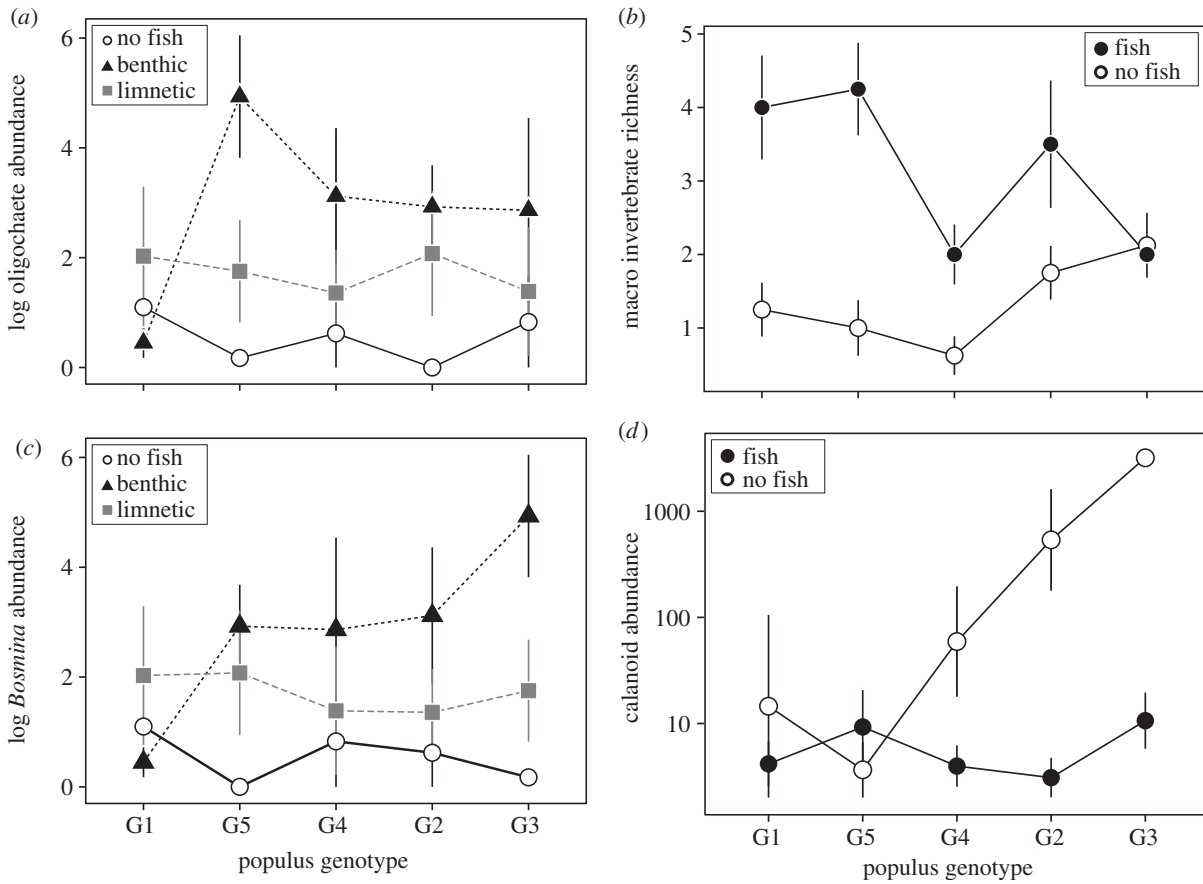 (a)
no fish
benthic
limnetic
6
4
2
0
log oligochaete abundance
(b)
fish
no fish
5
4
3
2
1
macro invertebrate richness
(c)
no fish
benthic
limnetic
6
4
2
0
log Bosmina abundance
G1 G5 G4 G2 G3
populus genotype
(d)
fish
no fish
1000
100
10
calanoid abundance
G1 G5 G4 G2 G3
populus genotype